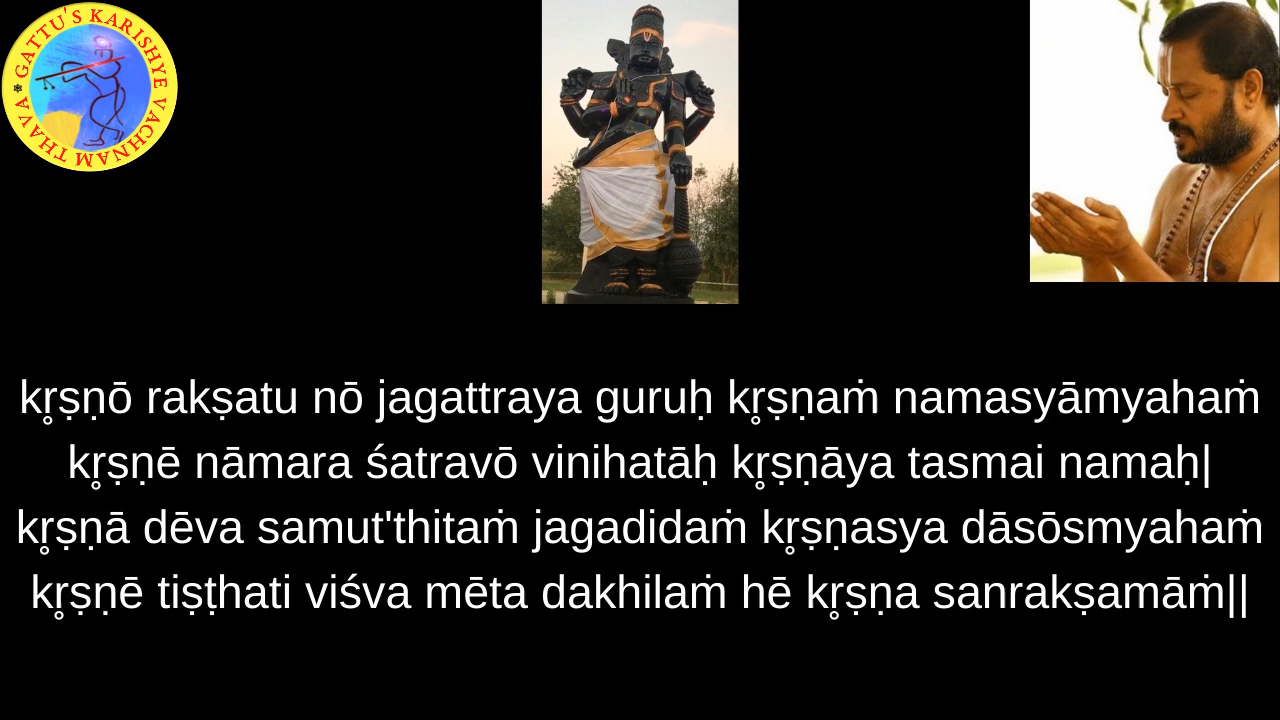 GATTU'S KARISHYE VACHNAM THAVA
kr̥ṣṇō rakṣatu nō jagattraya guruḥ kr̥ṣṇaṁ namasyāmyahaṁ
kr̥ṣṇē nāmara śatravō vinihatāḥ kr̥ṣṇāya tasmai namaḥ|
kr̥ṣṇā dēva samut'thitaṁ jagadidaṁ kr̥ṣṇasya dāsōsmyahaṁ
kr̥ṣṇē tiṣṭhati viśva mēta dakhilaṁ hē kr̥ṣṇa sanrakṣamāṁ||